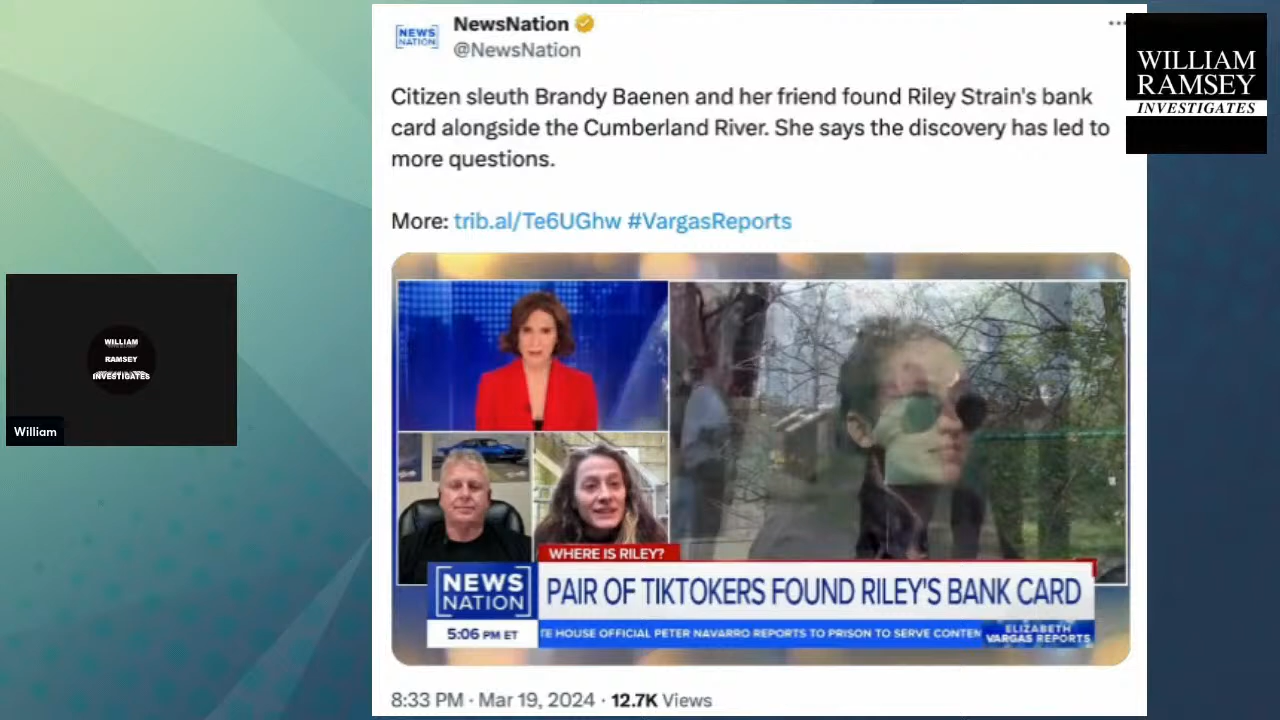 NEWS
NATION
NewsNation
@NewsNation
WILLIAM
RAMSEY
INVESTIGATES
Citizen sleuth Brandy Baenen and her friend found Riley Strain's bank
card alongside the Cumberland River. She says the discovery has led to
more questions.
More: trib.al/Te6UGhw #VargasReports
WILLIAM
RAMSEY
INVESTIGATES
William
WHERE IS RILEY?
NEWS
NATION
PAIR OF TIKTOKERS FOUND RILEY'S BANK CARD
5:06 PM ET
TE HOUSE OFFICIAL PETER NAVARRO REPORTS TO PRISON TO SERVE CONTEM
ELIZABETH
VARGAS REPORTS
8:33 PM · Mar 19, 2024 · 12.7K Views